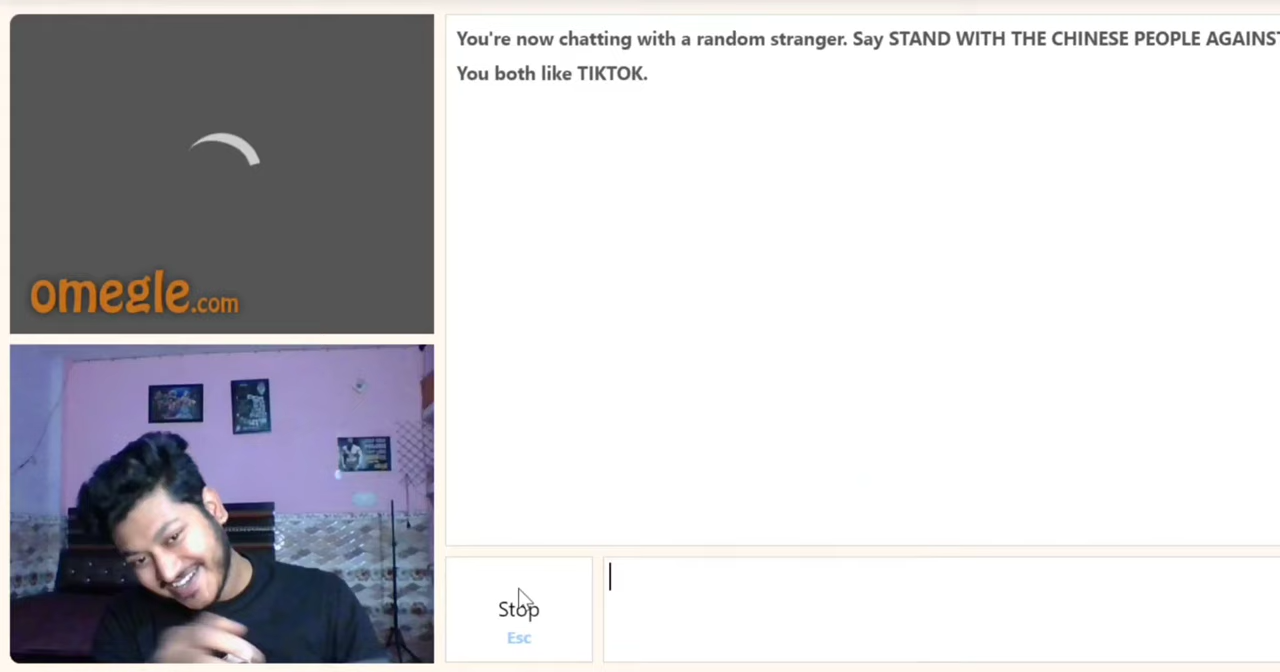 You're now chatting with a random stranger. Say STAND WITH THE CHINESE PEOPLE AGAINST
You both like TIKTOK.
omegle.com
Stop
Esc